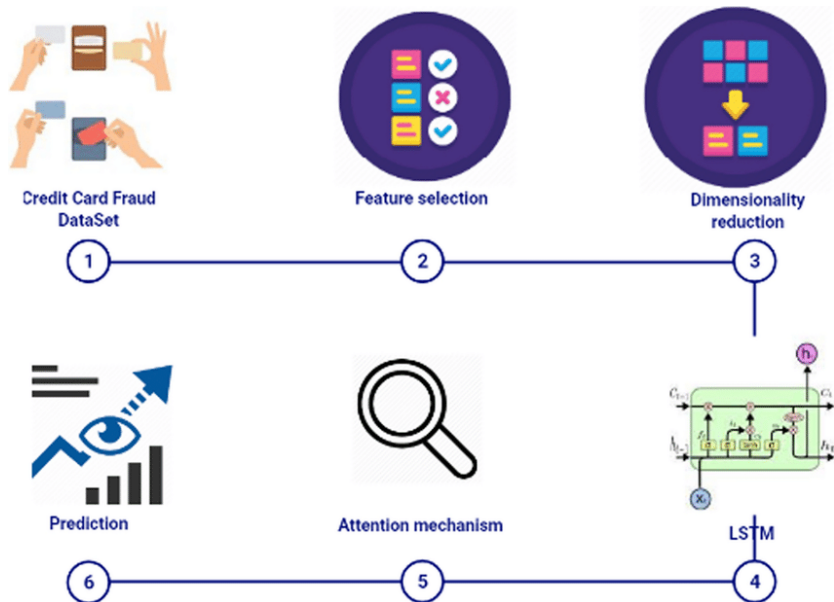 Credit Card Fraud
DataSet
Feature selection
Dimensionality
reduction
1
2
3
Prediction
Attention mechanism
LSTM
6
5
4